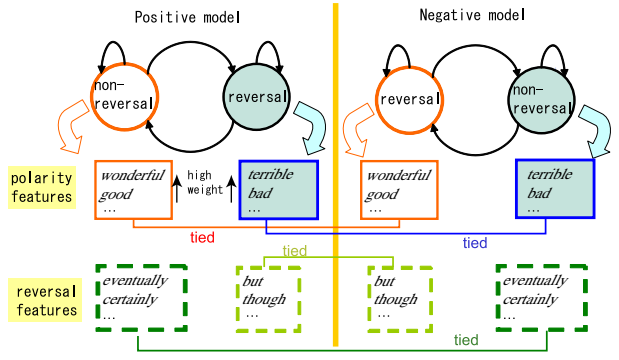 Positive model
Negative model
non-
reversal
reversal
reversal
non-
reversal
polarity
features
wonderful
good
...
high
weight
terrible
bad
...
wonderful
good
...
terrible
bad
...
tied
tied
tied
reversal
features
eventually
certainly
...
but
though
...
but
though
...
eventually
certainly
...
tied